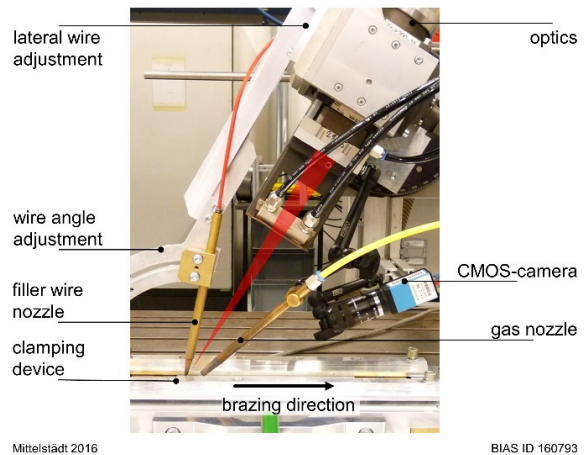 lateral wire
adjustment
optics
wire angle
adjustment
CMOS-camera
filler wire
nozzle
gas nozzle
clamping
device
brazing direction
Mittelstädt 2016
BIAS ID 160793